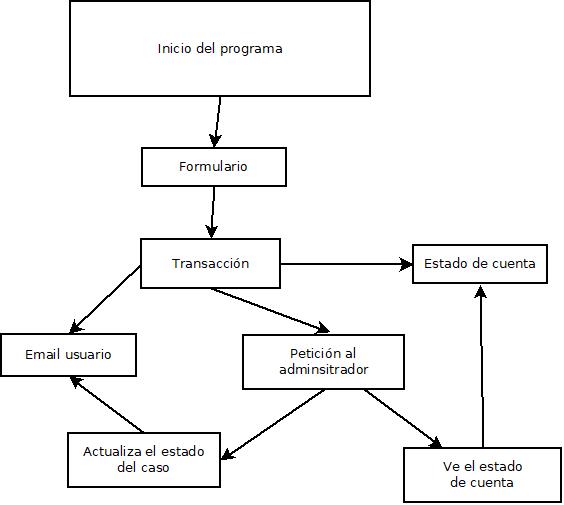 Inicio del programa
Formulario
Transacción
Estado de cuenta
Email usuario
Petición al
adminsitrador
Actualiza el estado
del caso
Ve el estado
de cuenta